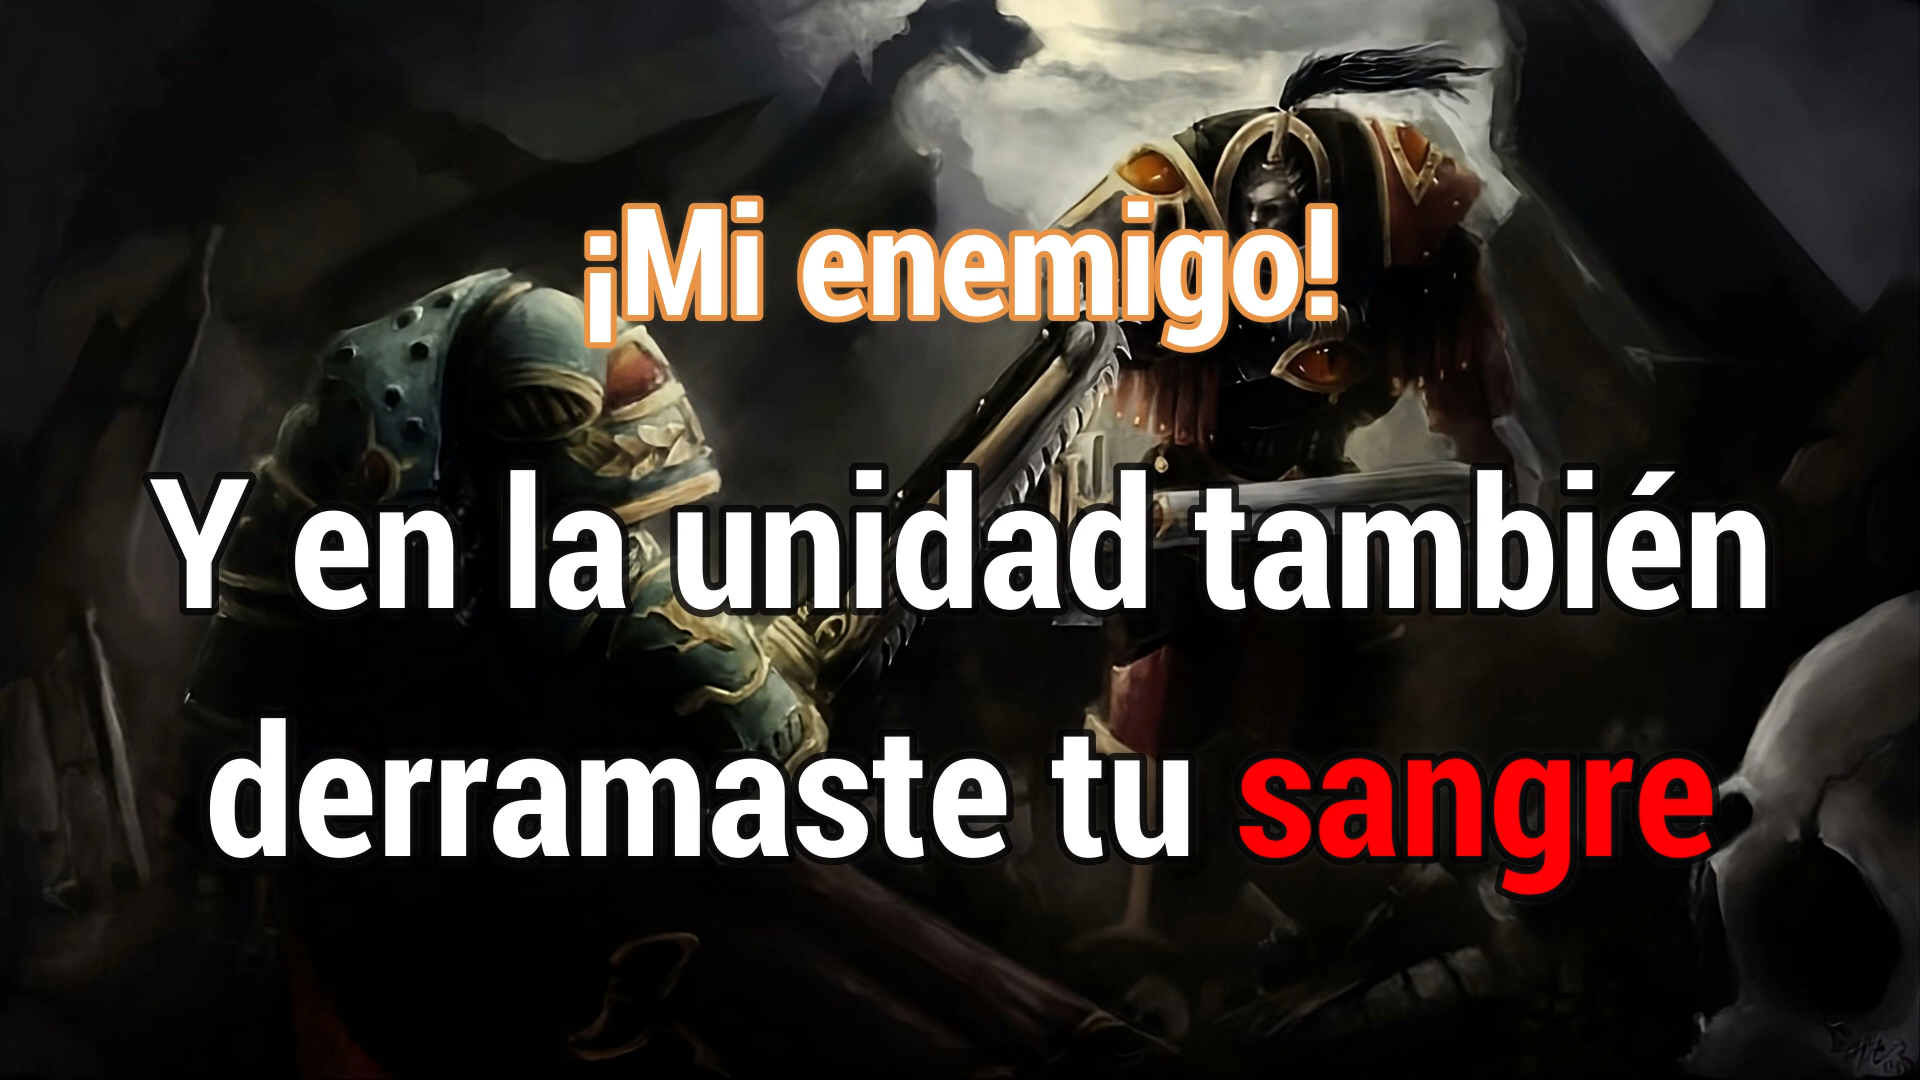 ¡Mi enemigo!
Y en la unidad también
derramaste tu sangre